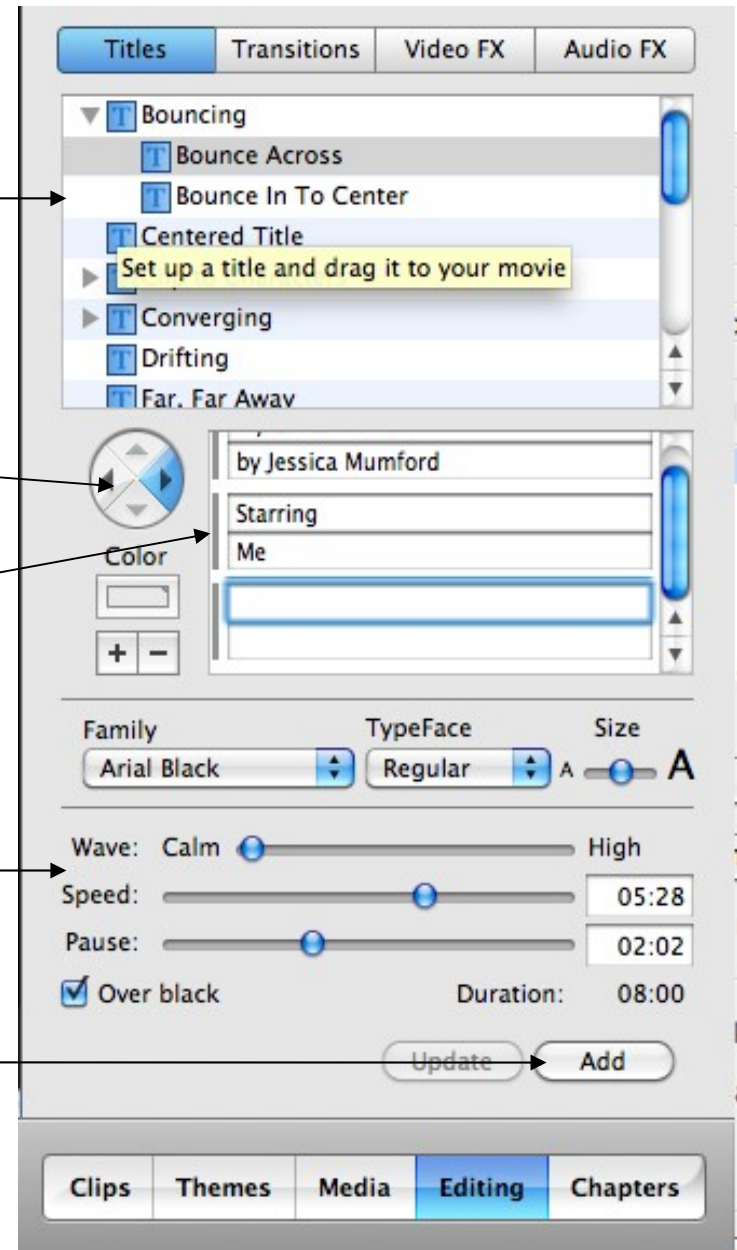 Titles Transitions Video FX Audio FX
Bouncing
Bounce Across
Bounce In To Center
Centered Title
Set up a title and drag it to your movie
Converging
Drifting
Far, Far Away
by Jessica Mumford
Starring
Me
Color
+ −
Family TypeFace Size
Arial Black Regular A A
Wave: Calm High
Speed: 05:28
Pause: 02:02
Over black Duration: 08:00
Update Add
Clips Themes Media Editing Chapters